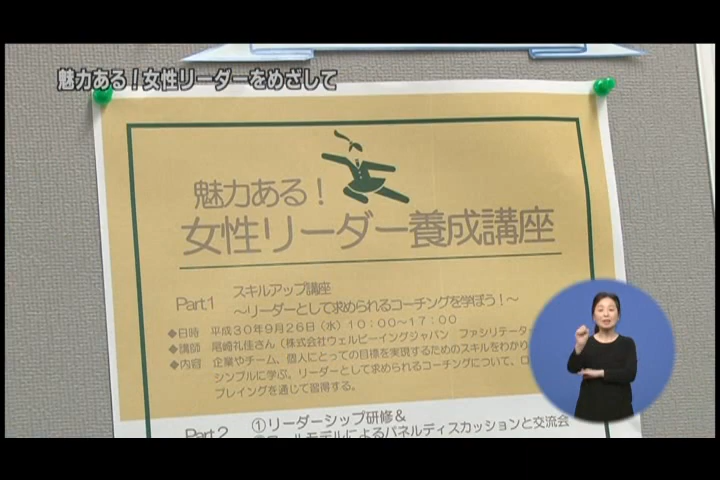 魅力ある!女性リーダーをめざして
魅力ある!
女性リーダー養成講座
Part.1 スキルアップ講座
～リーダーとして求められるコーチングを学ぼう!～
◆日時 平成30年9月26日(水)10:00～17:00
◆講師 尾崎礼佳さん(株式会社ウェルビーイングジャパン ファシリテータ
◆内容 企業やチーム、個人にとっての目標を実現するためのスキルをわかり
シンプルに学ぶ。リーダーとして求められるコーチングについて、ロ
プレイングを通じて習得する。
Part.2 ①リーダーシップ研修&
ールモデルによるパネルディスカッションと交流会